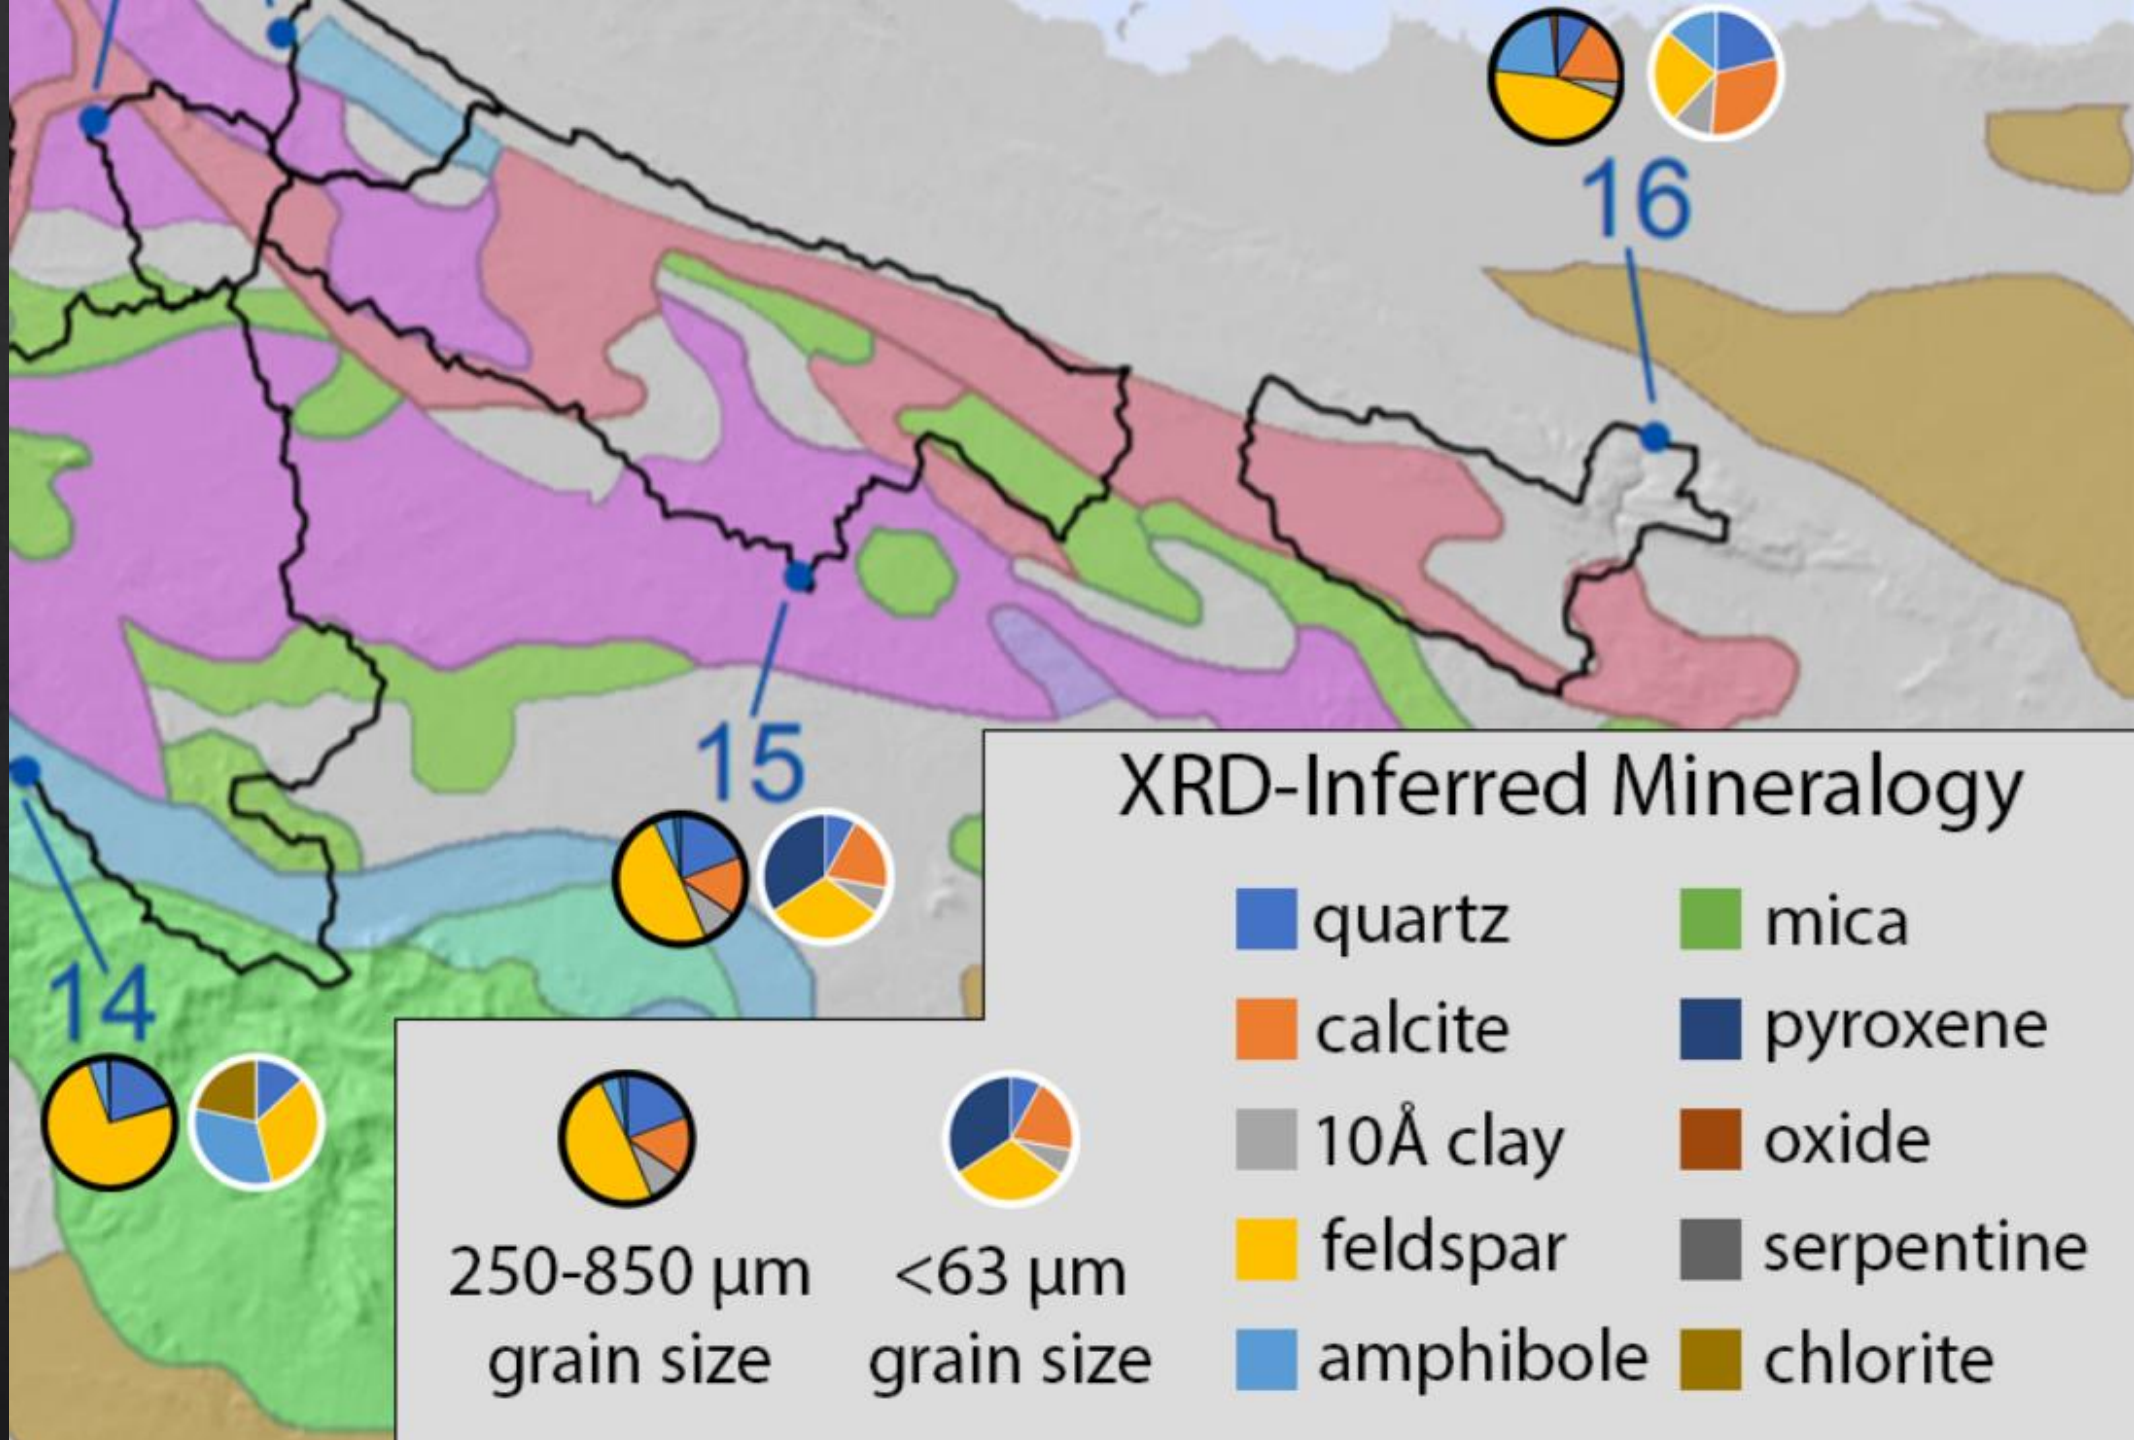 16
15
14
XRD-Inferred Mineralogy
quartz
calcite
10Å clay
feldspar
amphibole
mica
pyroxene
oxide
serpentine
chlorite
250-850 µm
grain size
<63 µm
grain size